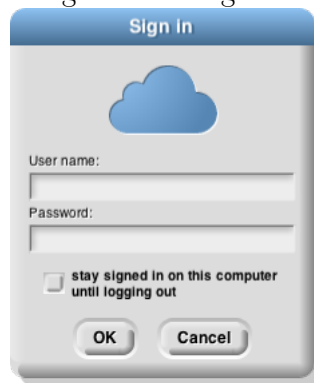 Sign in
User name:
Password:
stay signed in on this computer
until logging out
OK
Cancel